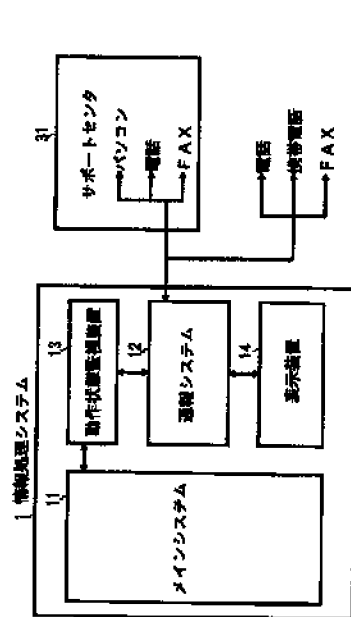 1 情報処理システム
11
メインシステム
13
動作状態監視装置
12
通報システム
14
表示装置
31
サポートセンタ
パソコン
電話
FAX
電話
携帯電話
FAX